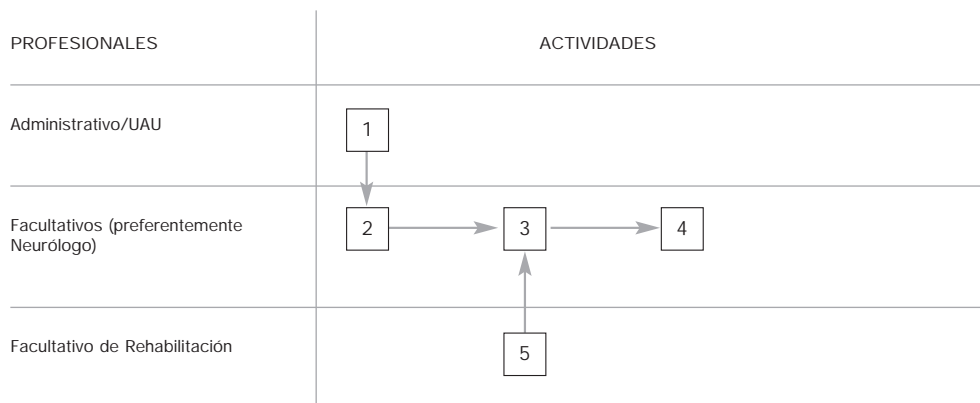 PROFESIONALES
ACTIVIDADES
Administrativo/UAU
1
Facultativos (preferentemente
Neurólogo)
2
3
4
Facultativo de Rehabilitación
5